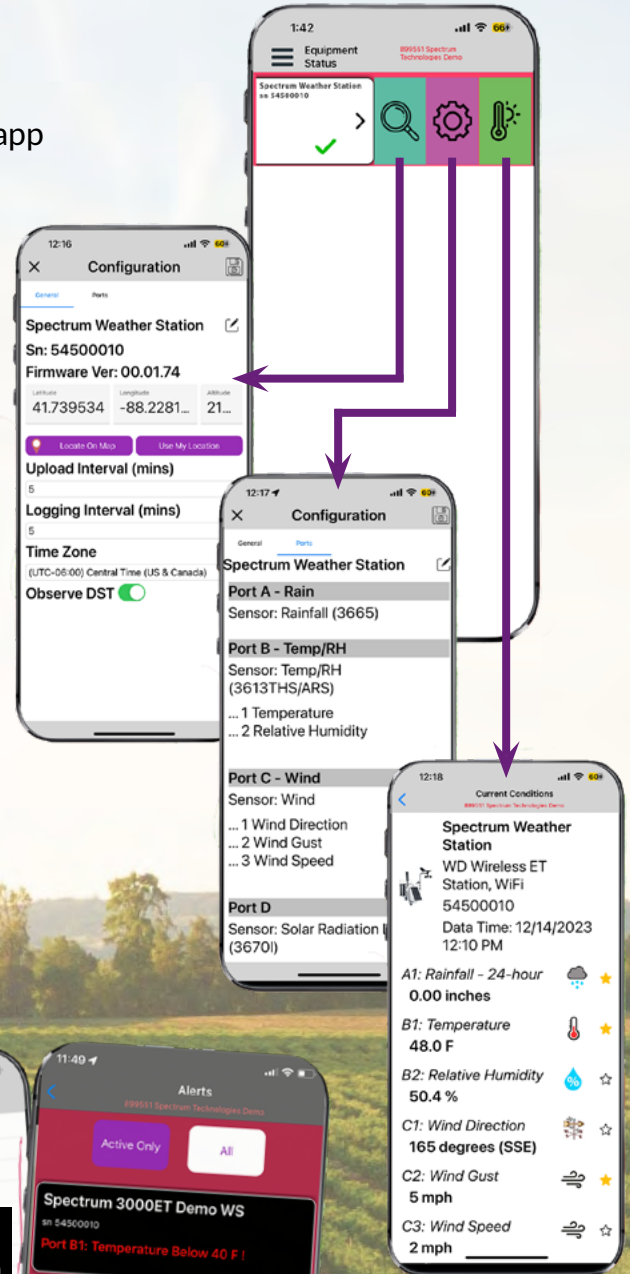 app
1:42
66
Equipment
Status
899551 Spectrum
Technologies Demo
Spectrum Weather Station
sn 54500010
12:16
60
Configuration
General Ports
Spectrum Weather Station
Sn: 54500010
Firmware Ver: 00.01.74
Latitude Longitude Altitude
41.739534 -88.2281... 21...
Locate On Map Use My Location
Upload Interval (mins)
5
Logging Interval (mins)
5
Time Zone
(UTC-06:00) Central Time (US & Canada)
Observe DST
12:17
60
Configuration
General Ports
Spectrum Weather Station
Port A - Rain
Sensor: Rainfall (3665)
Port B - Temp/RH
Sensor: Temp/RH
(3613THS/ARS)
... 1 Temperature
... 2 Relative Humidity
Port C - Wind
Sensor: Wind
... 1 Wind Direction
... 2 Wind Gust
... 3 Wind Speed
Port D
Sensor: Solar Radiation
(3670I)
12:18
60
Current Conditions
899551 Spectrum Technologies Demo
Spectrum Weather
Station
WD Wireless ET
Station, WiFi
54500010
Data Time: 12/14/2023
12:10 PM
A1: Rainfall - 24-hour
0.00 inches
B1: Temperature
48.0 F
B2: Relative Humidity
50.4 %
C1: Wind Direction
165 degrees (SSE)
C2: Wind Gust
5 mph
C3: Wind Speed
2 mph
11:49
Alerts
899551 Spectrum Technologies Demo
Active Only All
Spectrum 3000ET Demo WS
sn 54500010
Port B1: Temperature Below 40 F !